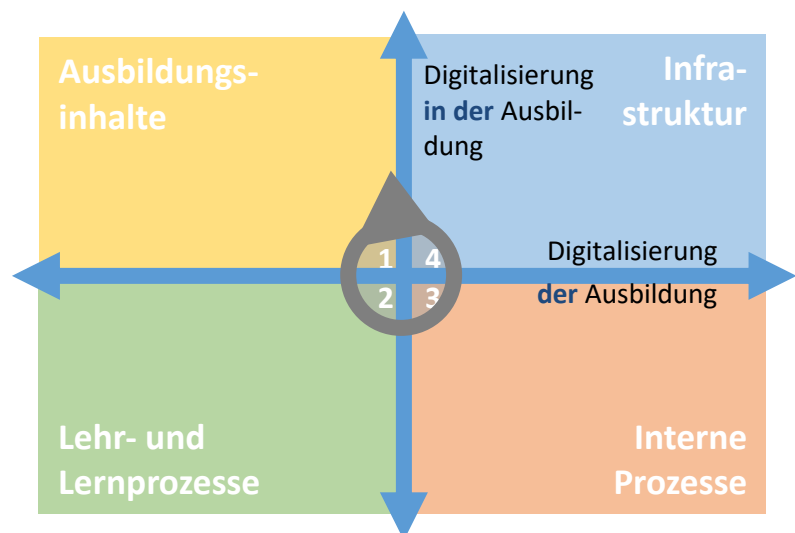 Ausbildungs-
inhalte
Digitalisierung
in der Ausbil-
dung
Infra-
struktur
1 4
2 3
Digitalisierung
der Ausbildung
Lehr- und
Lernprozesse
Interne
Prozesse